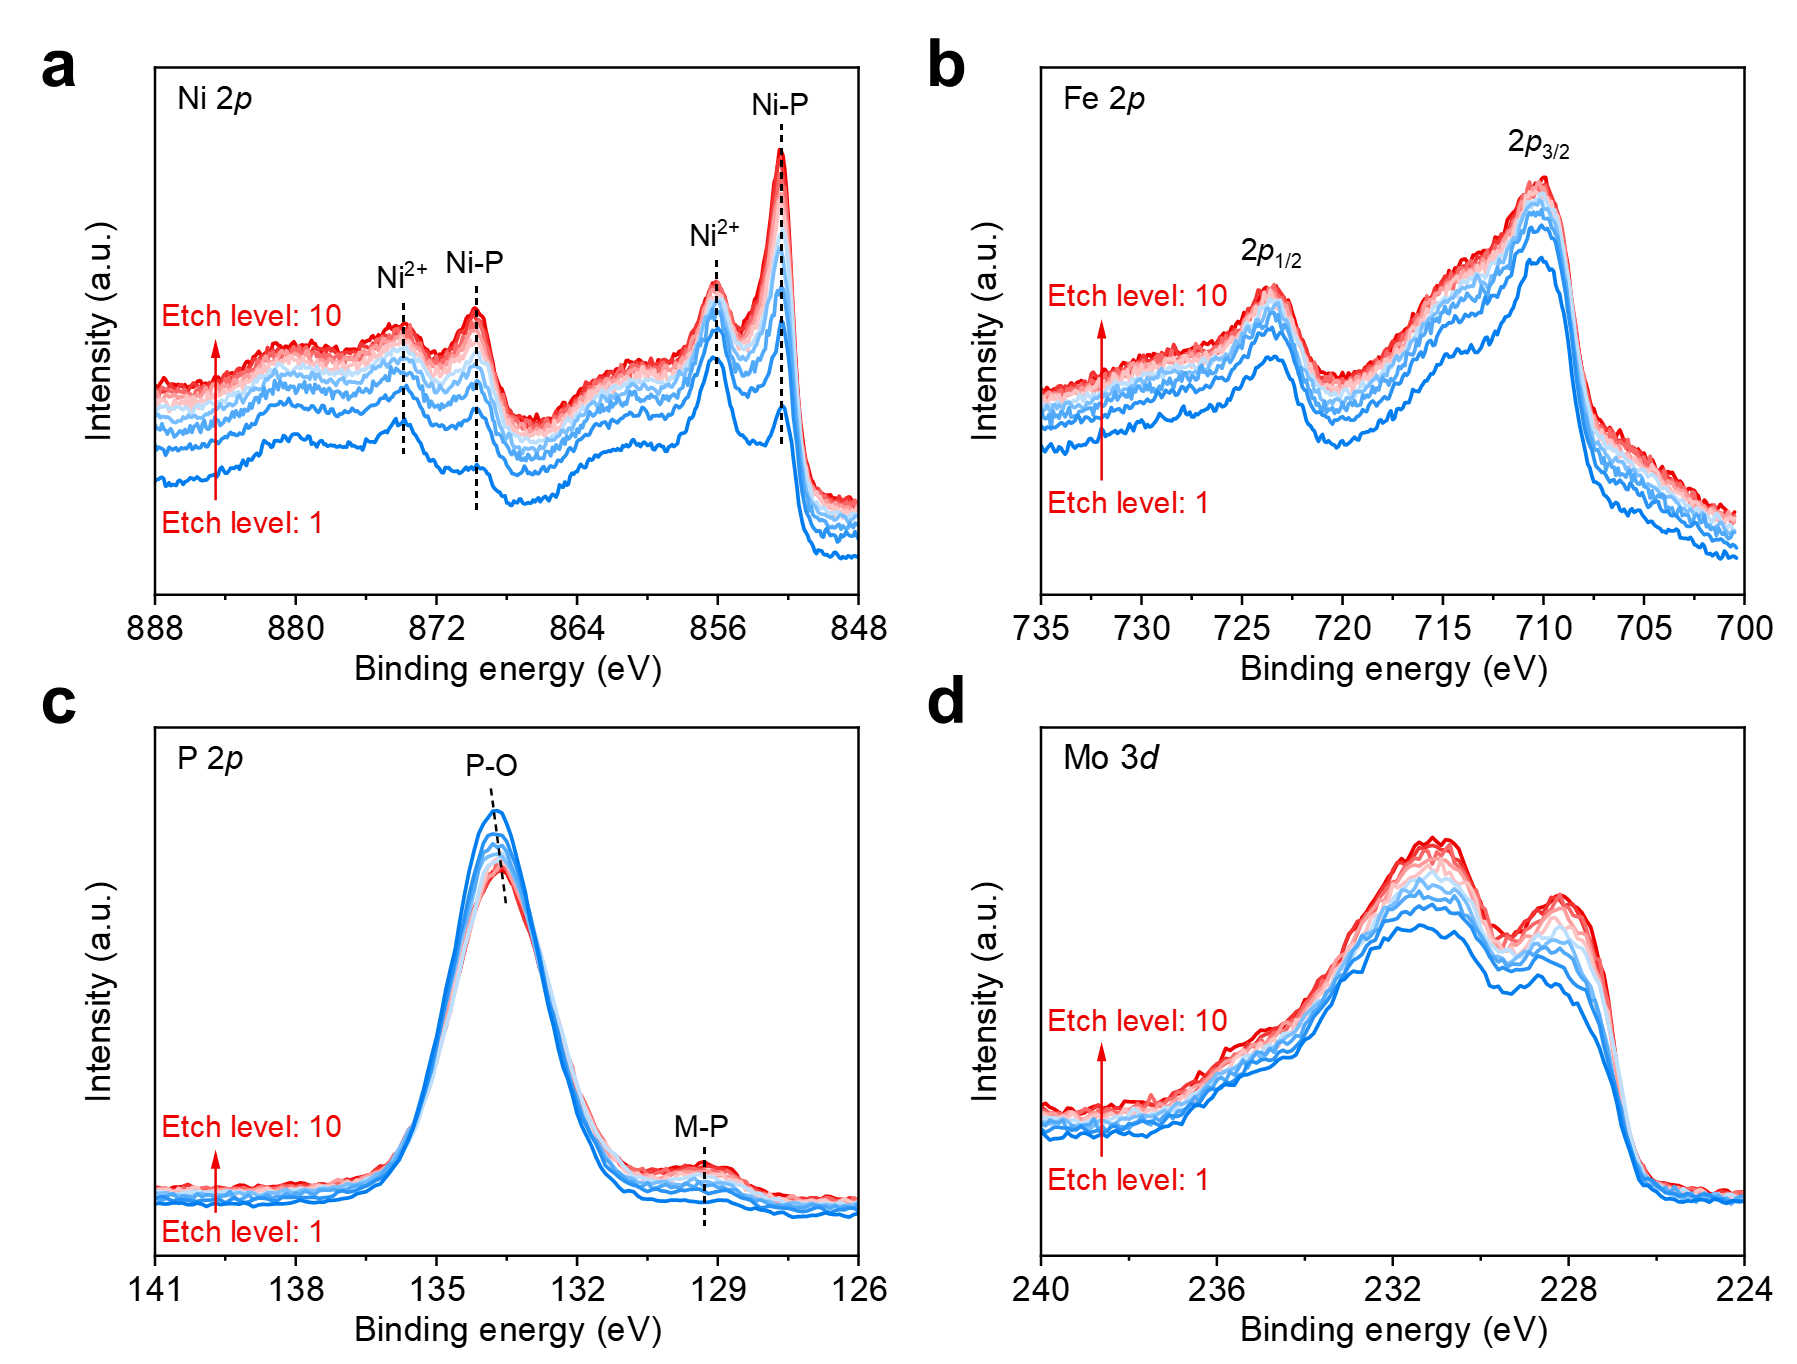 a
Ni 2p
Ni-P
Ni²⁺
Ni-P
Ni²⁺
Etch level: 10
Etch level: 1
Intensity (a.u.)
888 880 872 864 856 848
Binding energy (eV)
b
Fe 2p
2p₃/₂
2p₁/₂
Etch level: 10
Etch level: 1
Intensity (a.u.)
735 730 725 720 715 710 705 700
Binding energy (eV)
c
P 2p
P-O
M-P
Etch level: 10
Etch level: 1
Intensity (a.u.)
141 138 135 132 129 126
Binding energy (eV)
d
Mo 3d
Etch level: 10
Etch level: 1
Intensity (a.u.)
240 236 232 228 224
Binding energy (eV)